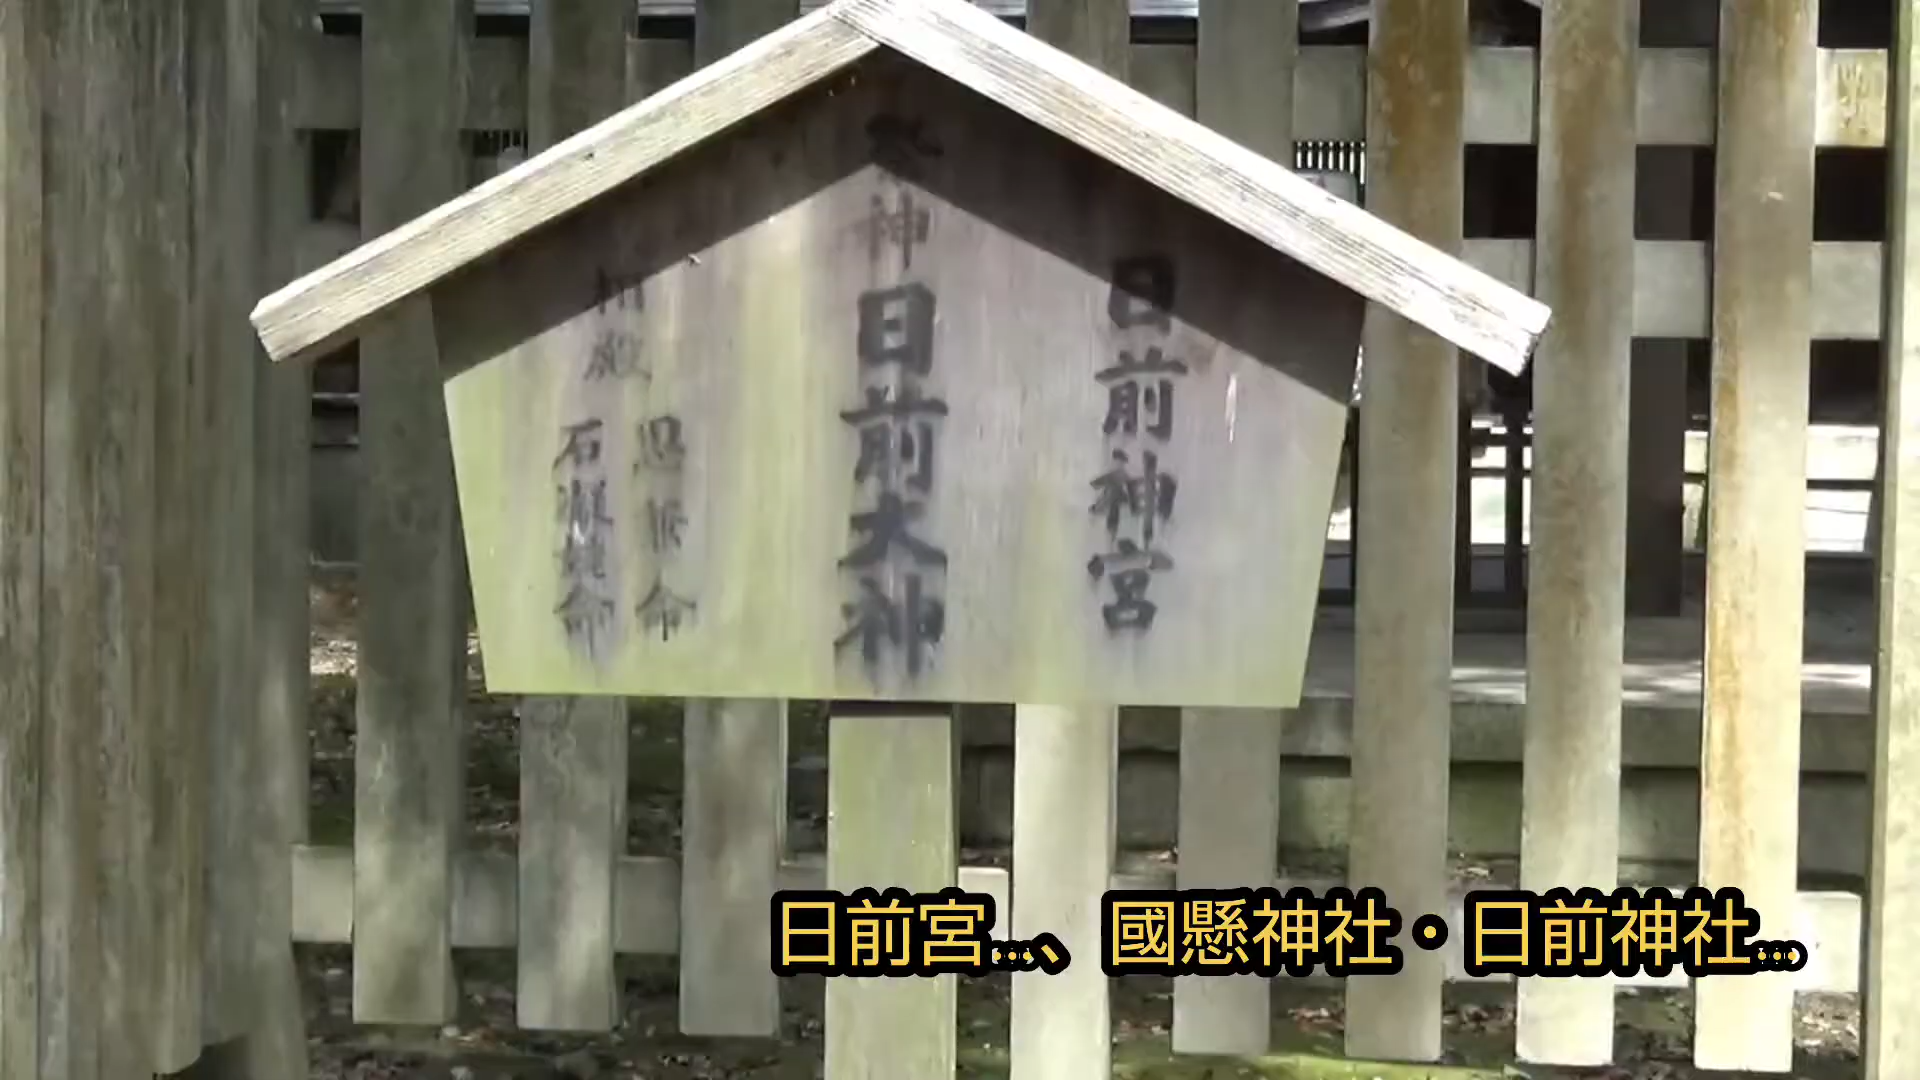 日前神宮
祭神 日前大神
相殿
思兼命
石凝姥命
日前宮…、國懸神社・日前神社…